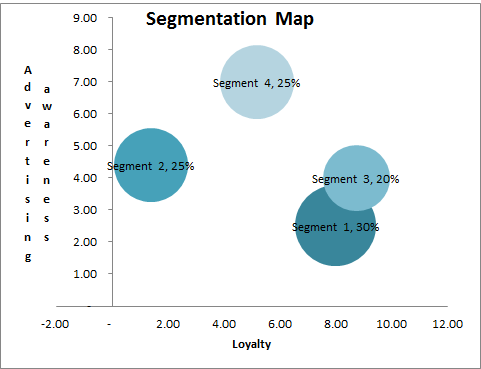 Segmentation Map
9.00
8.00
7.00
6.00
5.00
4.00
3.00
2.00
1.00
-
Advertising
awareness
Segment 4, 25%
Segment 2, 25%
Segment 3, 20%
Segment 1, 30%
-2.00 - 2.00 4.00 6.00 8.00 10.00 12.00
Loyalty